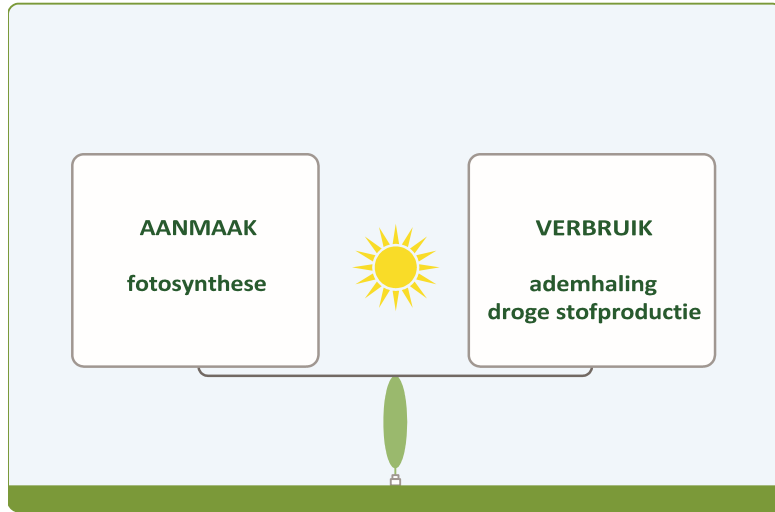 AANMAAK
fotosynthese
VERBRUIK
ademhaling
droge stofproductie